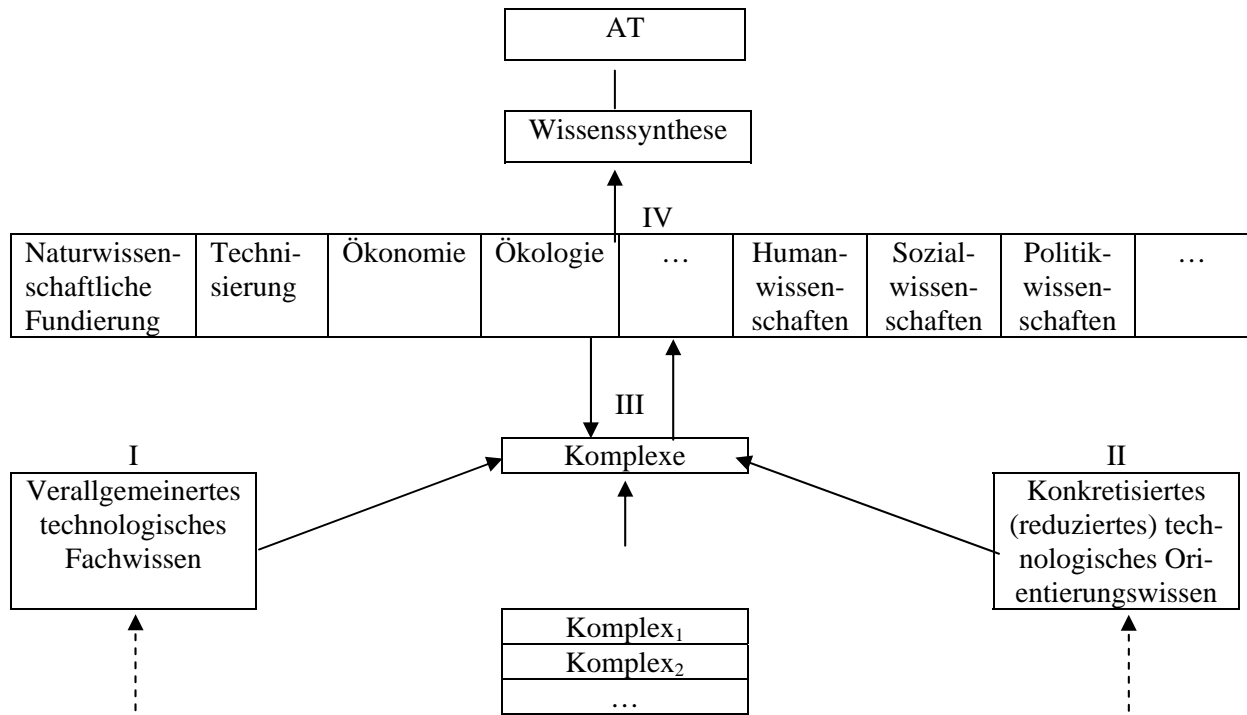 AT
Wissenssynthese
IV
Naturwissen-
schaftliche
Fundierung
Techni-
sierung
Ökonomie
Ökologie
…
Human-
wissen-
schaften
Sozial-
wissen-
schaften
Politik-
wissen-
schaften
…
III
I
Komplexe
II
Verallgemeinertes
technologisches
Fachwissen
Konkretisiertes
(reduziertes) tech-
nologisches Ori-
entierungswissen
Komplex₁
Komplex₂
…